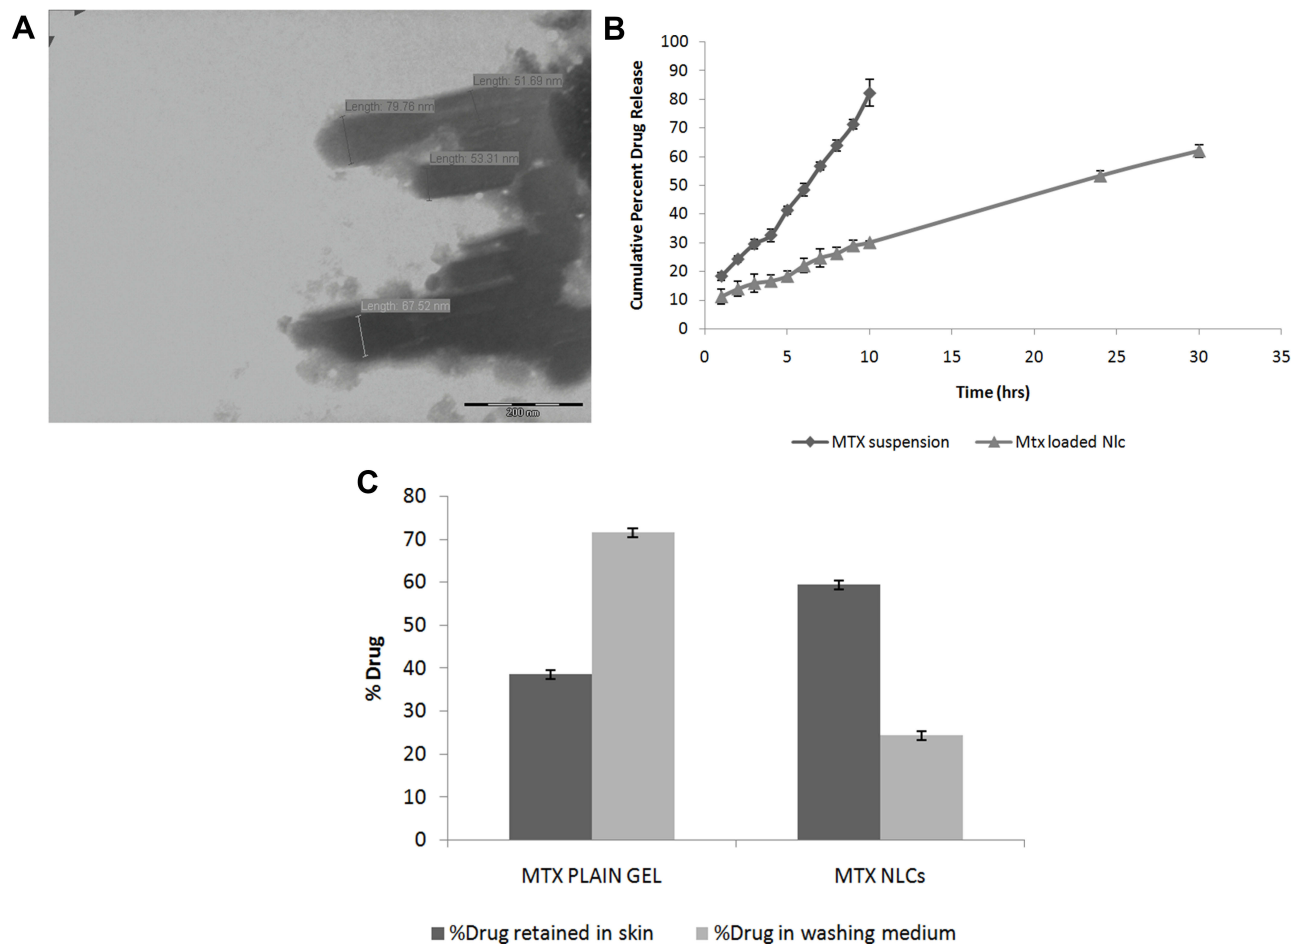 A
Length: 51.69 nm
Length: 79.76 nm
Length: 53.31 nm
Length: 67.52 nm
200 nm
B
Cumulative Percent Drug Release
100
90
80
70
60
50
40
30
20
10
0
0 5 10 15 20 25 30 35
Time (hrs)
MTX suspension Mtx loaded Nlc
C
% Drug
80
70
60
50
40
30
20
10
0
MTX PLAIN GEL MTX NLCs
%Drug retained in skin %Drug in washing medium